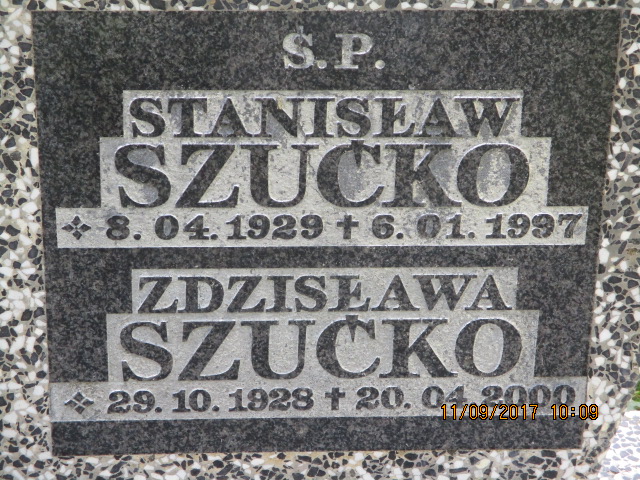 Ś.P.
STANISŁAW
SZUĆKO
8.04.1929 † 6.01.1997
ZDZISŁAWA
SZUĆKO
29.10.1928 † 20.04.2000
11/09/2017 10:09